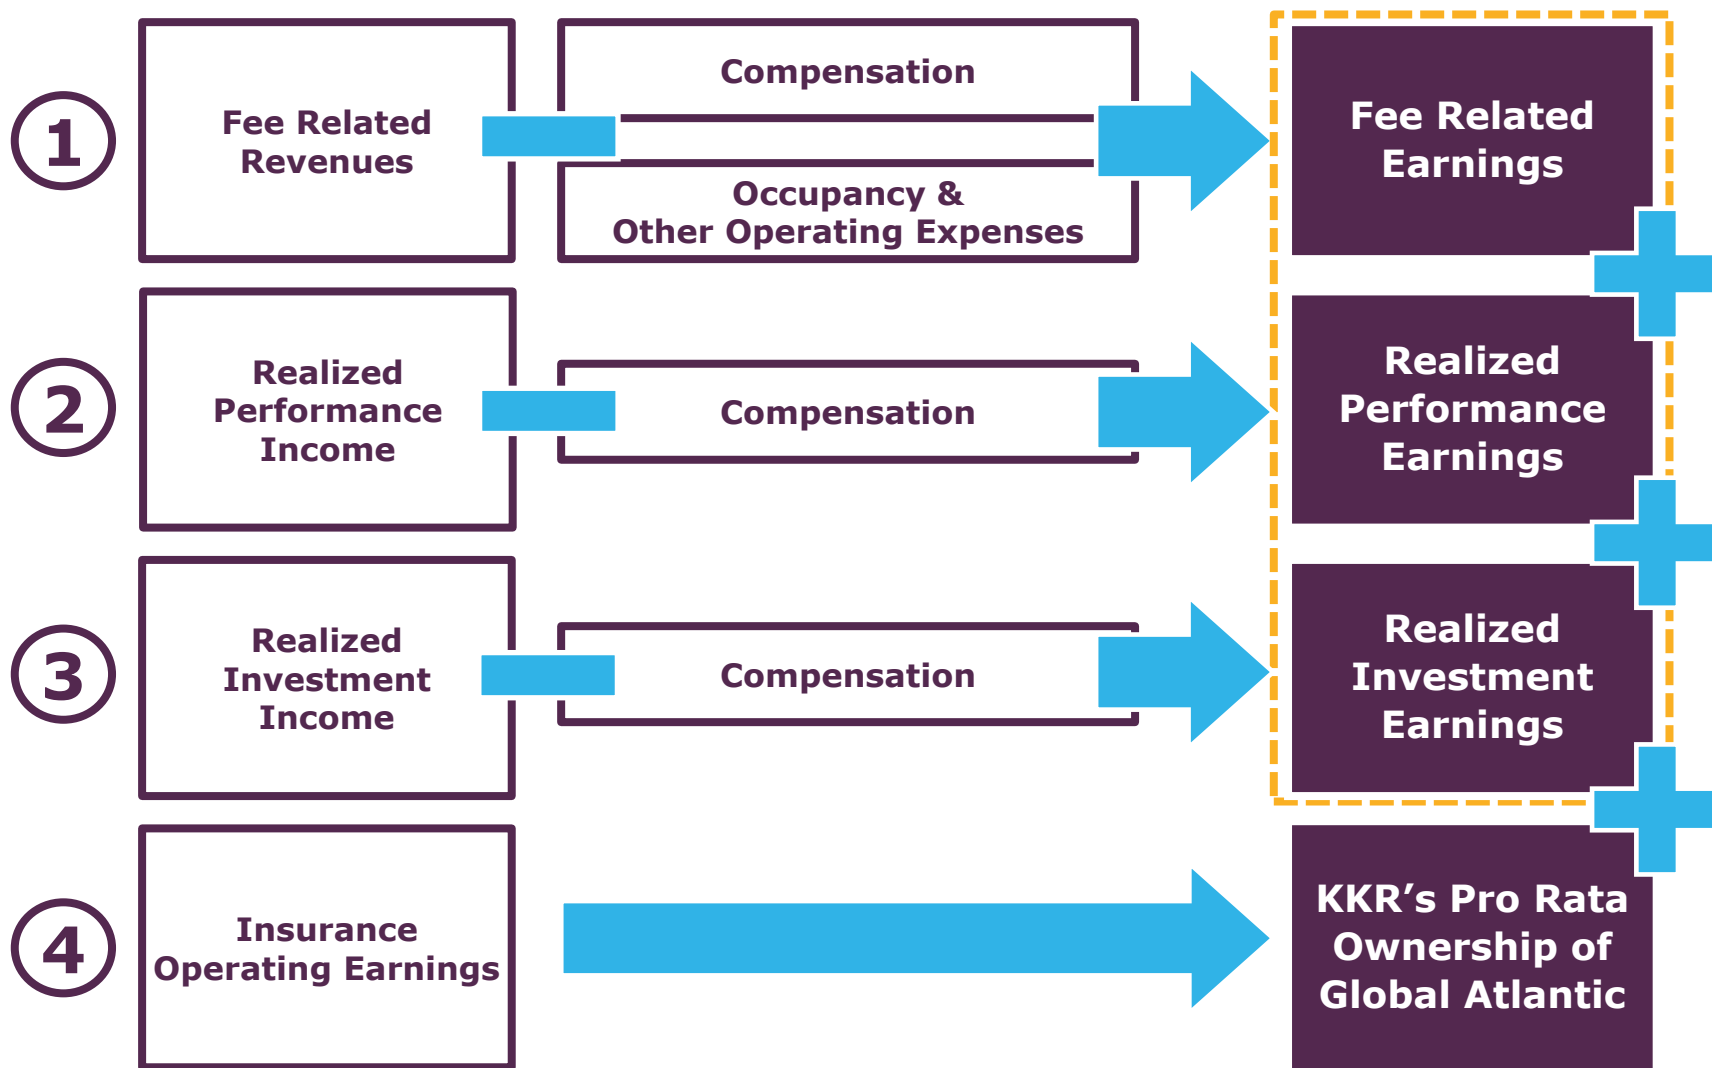 1
Fee Related
Revenues
Compensation
Occupancy &
Other Operating Expenses
Fee Related
Earnings
2
Realized
Performance
Income
Compensation
Realized
Performance
Earnings
3
Realized
Investment
Income
Compensation
Realized
Investment
Earnings
4
Insurance
Operating Earnings
KKR’s Pro Rata
Ownership of
Global Atlantic